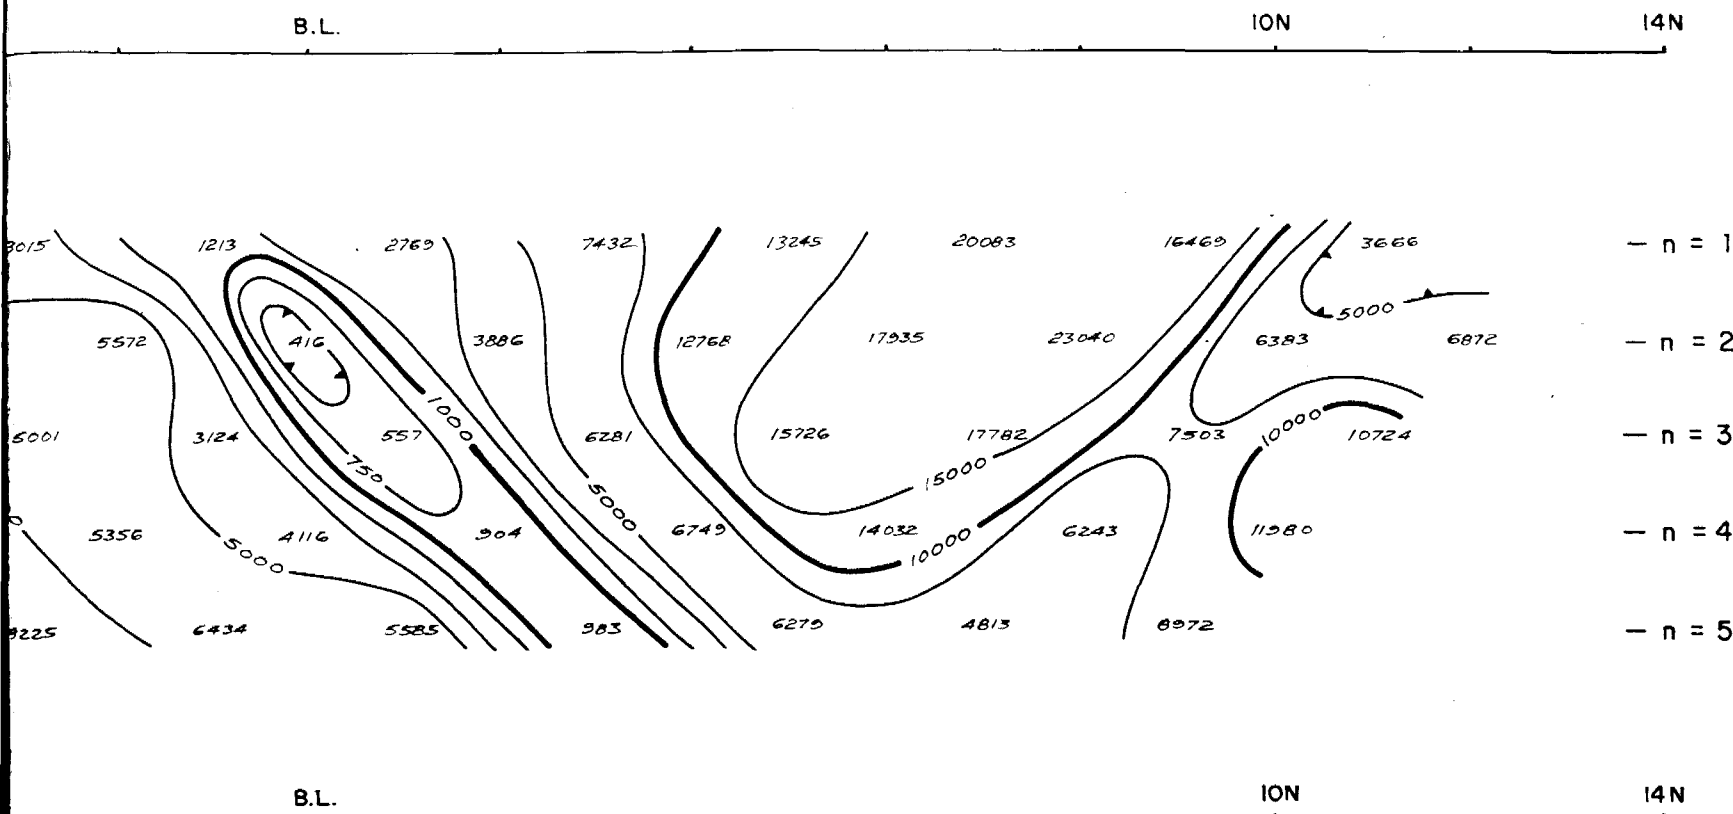 B.L. 10N 14N
3015 1213 2769 7432 13245 20083 16469 3666 — n = 1
5000
5572 416 3886 12768 17935 23040 6383 6872 — n = 2
1000 10000
5001 3124 557 6281 15726 17782 7503 10724 — n = 3
750 5000 15000
5356 4116 904 6749 14032 6243 11980 — n = 4
5000 10000
6434 5585 983 6279 4813 8972 — n = 5
B.L. 10N 14N